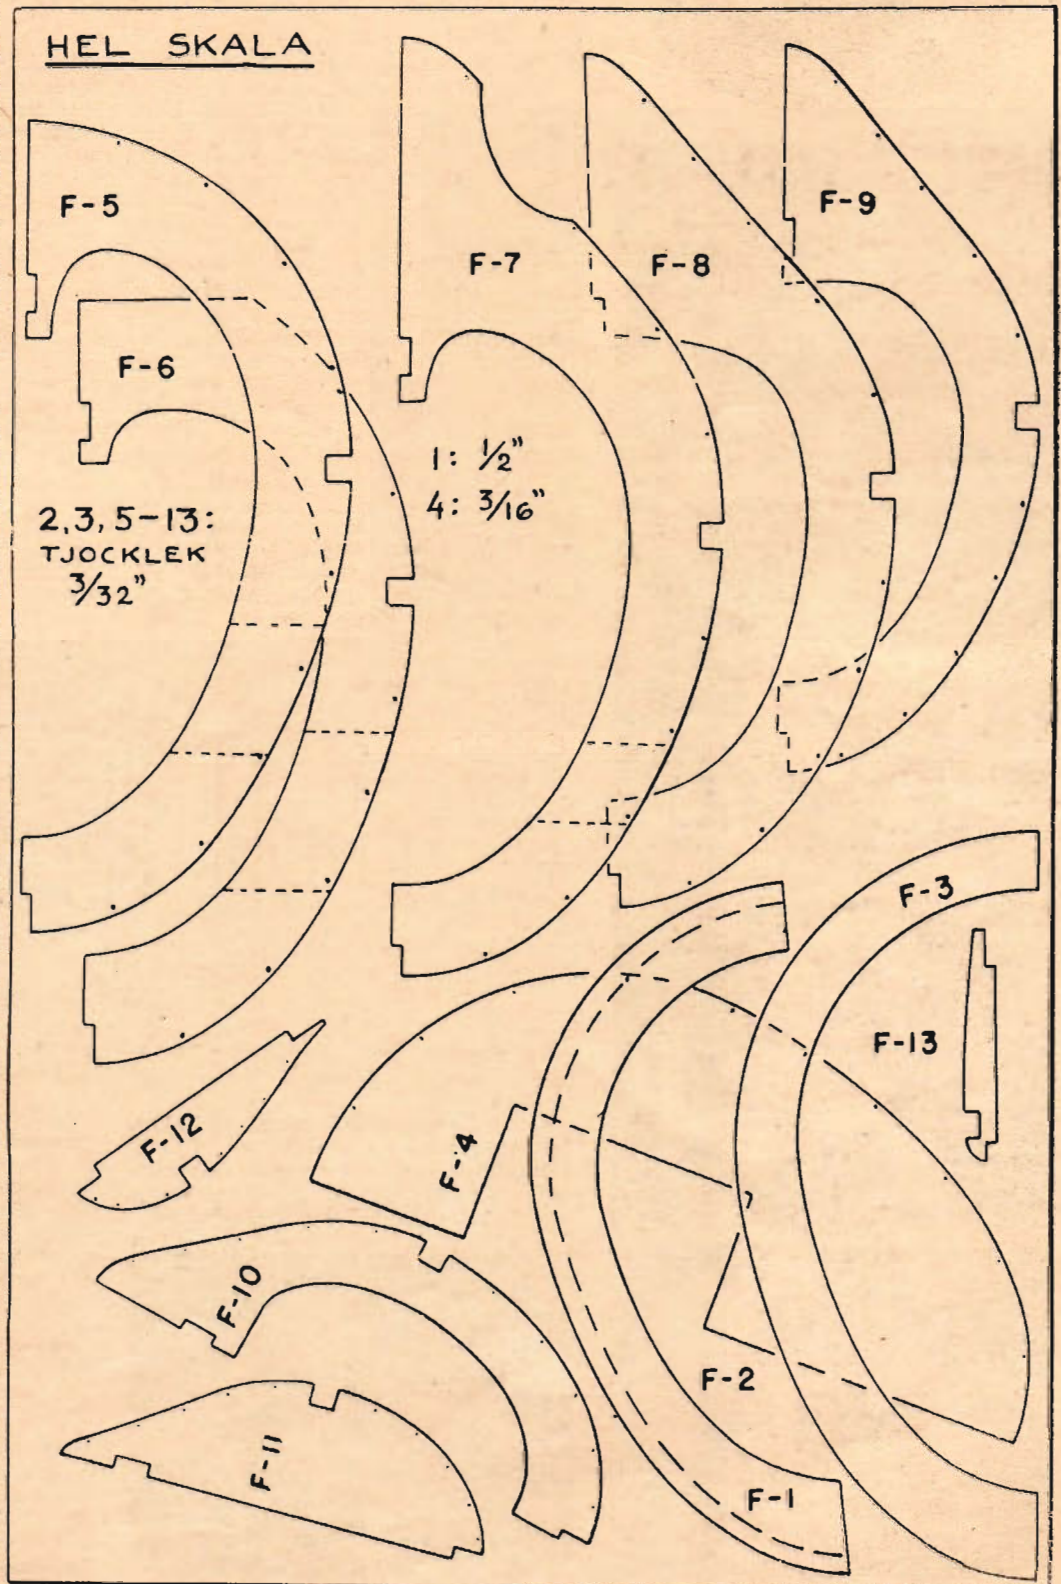 HEL SKALA
F-5
F-6
F-7
F-8
F-9
1: 1/2"
4: 3/16"
2,3,5-13:
TJOCKLEK
3/32"
F-3
F-13
F-12
F-4
F-10
F-2
F-11
F-1